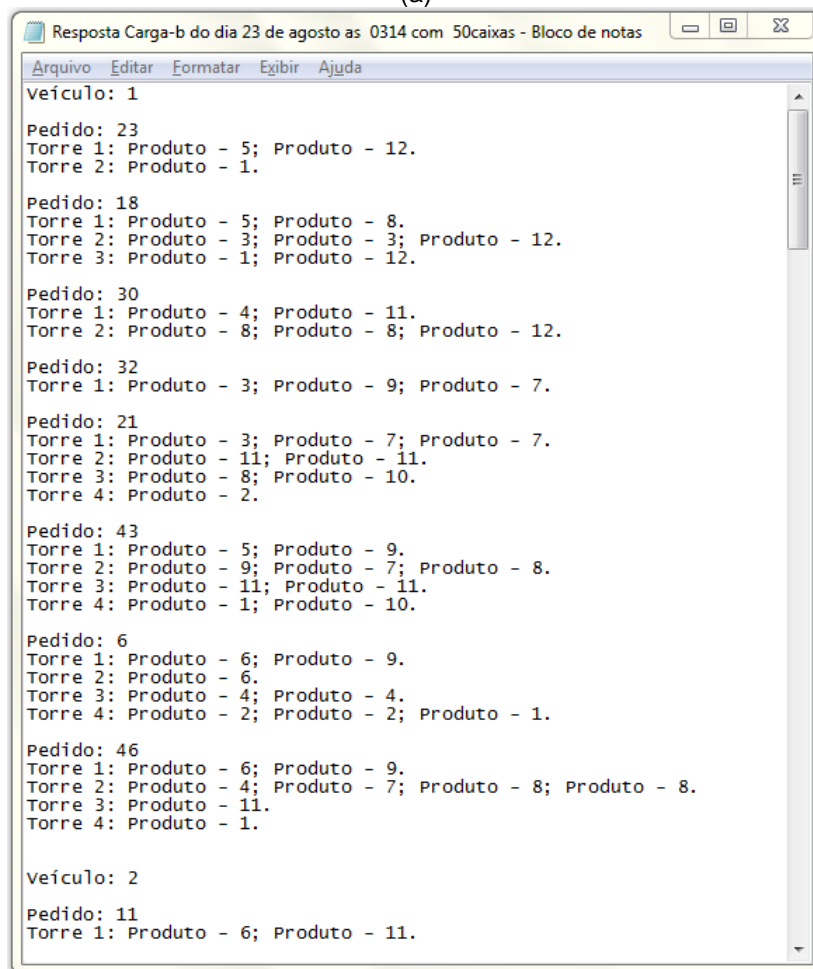 (a)
Resposta Carga-b do dia 23 de agosto as 0314 com 50caixas - Bloco de notas
Arquivo Editar Formatar Exibir Ajuda
Veículo: 1
Pedido: 23
Torre 1: Produto - 5; Produto - 12.
Torre 2: Produto - 1.
Pedido: 18
Torre 1: Produto - 5; Produto - 8.
Torre 2: Produto - 3; Produto - 3; Produto - 12.
Torre 3: Produto - 1; Produto - 12.
Pedido: 30
Torre 1: Produto - 4; Produto - 11.
Torre 2: Produto - 8; Produto - 8; Produto - 12.
Pedido: 32
Torre 1: Produto - 3; Produto - 9; Produto - 7.
Pedido: 21
Torre 1: Produto - 3; Produto - 7; Produto - 7.
Torre 2: Produto - 11; Produto - 11.
Torre 3: Produto - 8; Produto - 10.
Torre 4: Produto - 2.
Pedido: 43
Torre 1: Produto - 5; Produto - 9.
Torre 2: Produto - 9; Produto - 7; Produto - 8.
Torre 3: Produto - 11; Produto - 11.
Torre 4: Produto - 1; Produto - 10.
Pedido: 6
Torre 1: Produto - 6; Produto - 9.
Torre 2: Produto - 6.
Torre 3: Produto - 4; Produto - 4.
Torre 4: Produto - 2; Produto - 2; Produto - 1.
Pedido: 46
Torre 1: Produto - 6; Produto - 9.
Torre 2: Produto - 4; Produto - 7; Produto - 8; Produto - 8.
Torre 3: Produto - 11.
Torre 4: Produto - 1.
Veículo: 2
Pedido: 11
Torre 1: Produto - 6; Produto - 11.